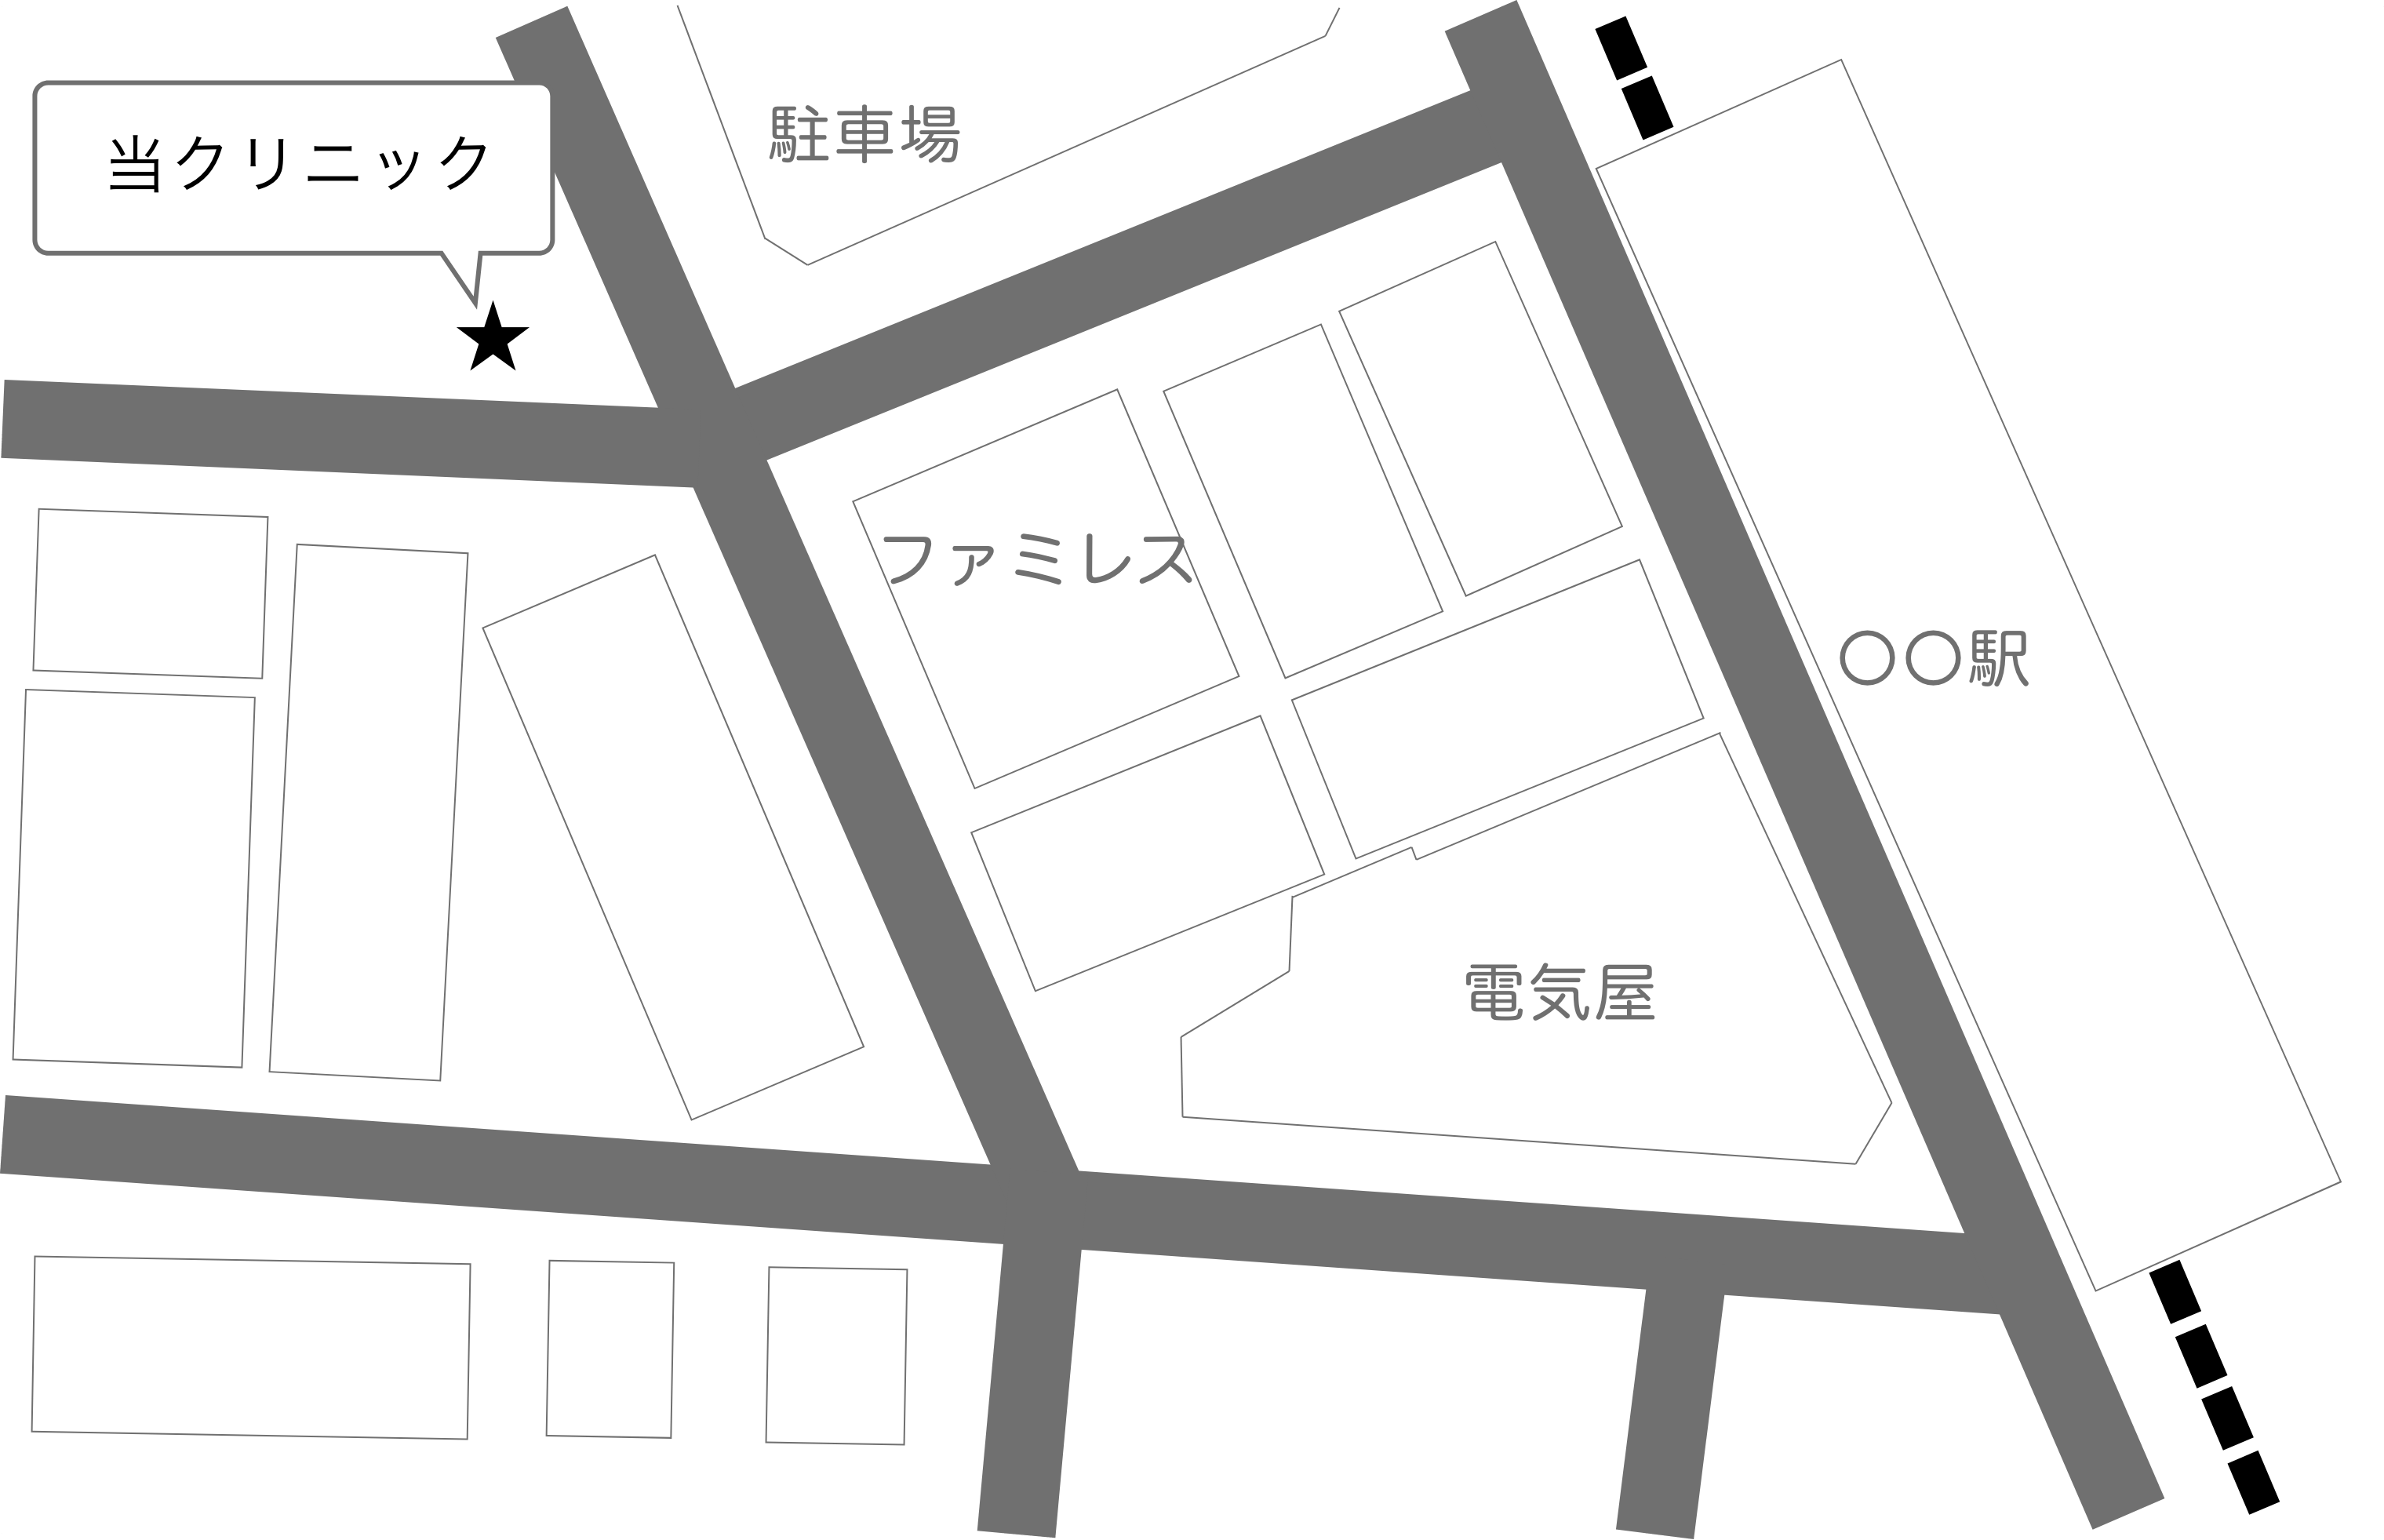 当クリニック
駐車場
ファミレス
〇〇駅
電気屋